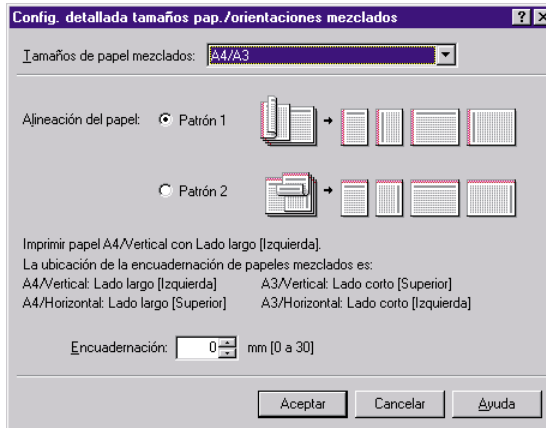 Config. detallada tamaños pap./orientaciones mezclados
Tamaños de papel mezclados: A4/A3
Alineación del papel: Patrón 1
Patrón 2
Imprimir papel A4/Vertical con Lado largo [Izquierda].
La ubicación de la encuadernación de papeles mezclados es:
A4/Vertical: Lado largo [Izquierda] A3/Vertical: Lado corto [Superior]
A4/Horizontal: Lado largo [Superior] A3/Horizontal: Lado corto [Izquierda]
Encuadernación: 0 mm [0 a 30]
Aceptar Cancelar Ayuda